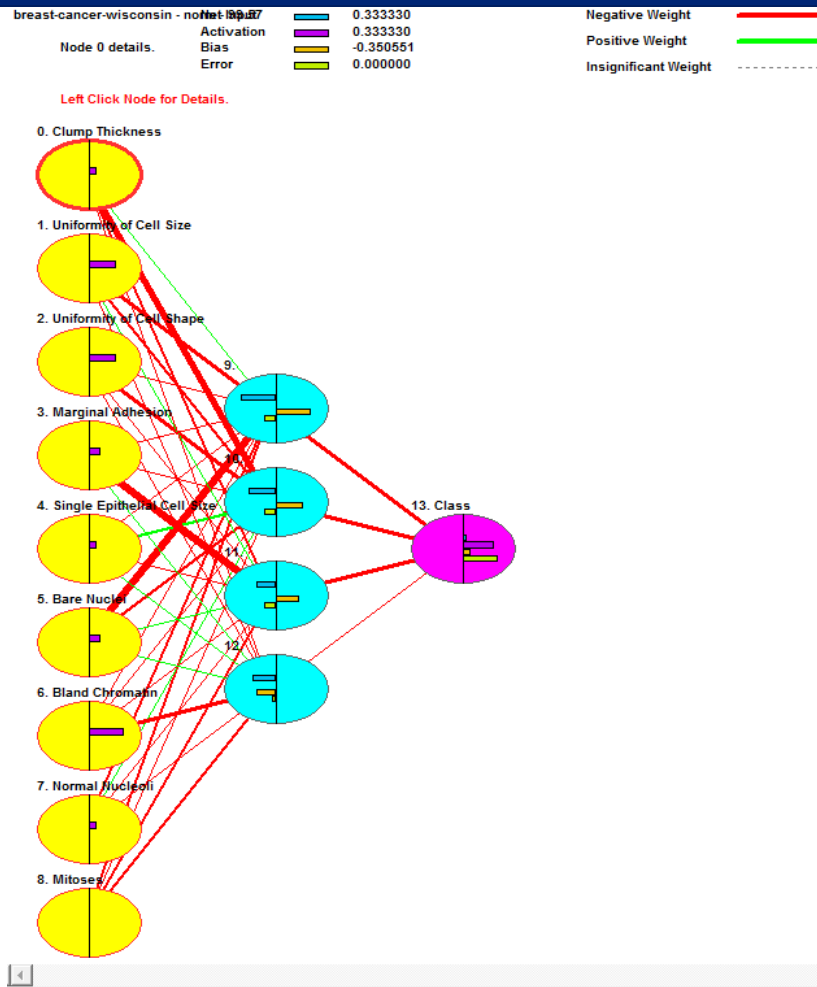 breast-cancer-wisconsin - Net- Input 0.333330 Negative Weight
Activation 0.333330
Node 0 details. Bias -0.350551 Positive Weight
Error 0.000000 Insignificant Weight
Left Click Node for Details.
0. Clump Thickness
1. Uniformity of Cell Size
2. Uniformity of Cell Shape
9.
3. Marginal Adhesion
10.
4. Single Epithelial Cell Size
13. Class
11.
5. Bare Nuclei
12.
6. Bland Chromatin
7. Normal Nucleoli
8. Mitoses